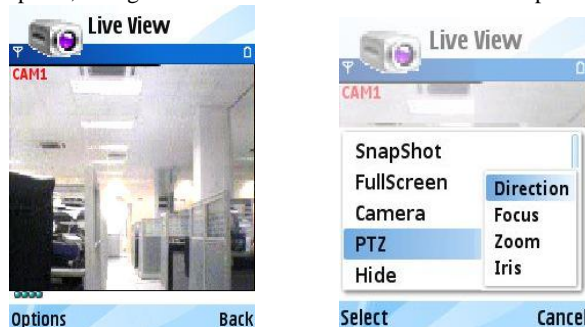 Live View
CAM1
Options Back
Live View
CAM1
SnapShot
FullScreen
Camera
PTZ
Hide
Direction
Focus
Zoom
Iris
Select Cancel